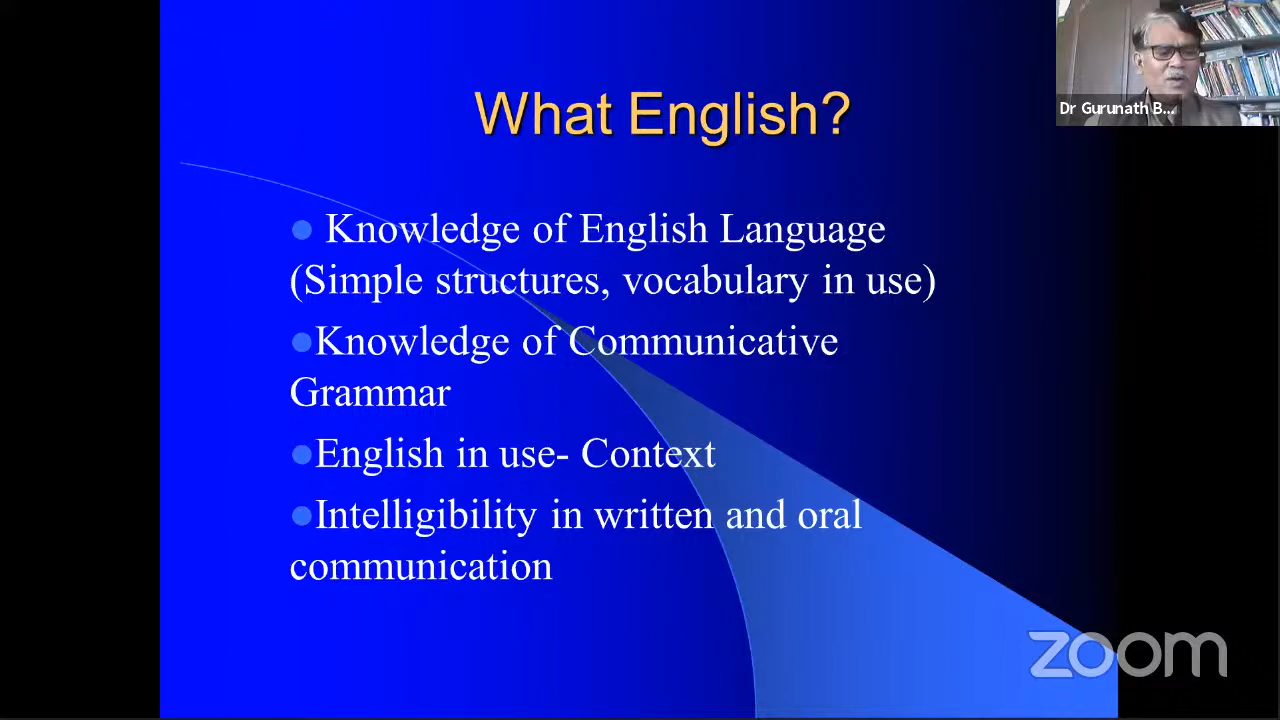 What English?
Dr Gurunath B...
Knowledge of English Language
(Simple structures, vocabulary in use)
Knowledge of Communicative
Grammar
English in use- Context
Intelligibility in written and oral
communication
zoom